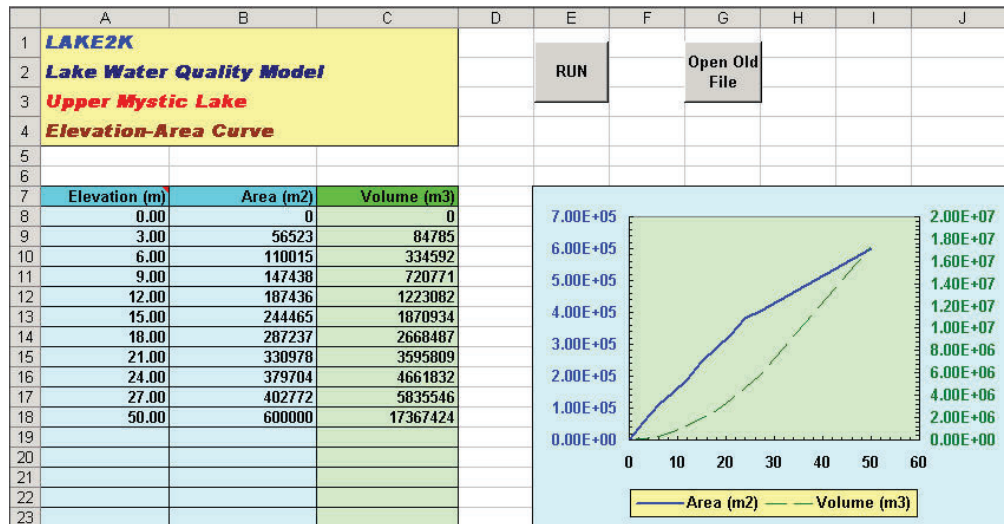 A B C D E F G H I J
1 LAKE2K
2 Lake Water Quality Model
3 Upper Mystic Lake
4 Elevation-Area Curve
RUN
Open Old
File
5
6
7 Elevation (m) Area (m2) Volume (m3)
8 0.00 0 0
9 3.00 56523 84785
10 6.00 110015 334592
11 9.00 147438 720771
12 12.00 187436 1223082
13 15.00 244465 1870934
14 18.00 287237 2668487
15 21.00 330978 3595809
16 24.00 379704 4661832
17 27.00 402772 5835546
18 50.00 600000 17367424
19
20
21
22
23
7.00E+05
6.00E+05
5.00E+05
4.00E+05
3.00E+05
2.00E+05
1.00E+05
0.00E+00
2.00E+07
1.80E+07
1.60E+07
1.40E+07
1.20E+07
1.00E+07
8.00E+06
6.00E+06
4.00E+06
2.00E+06
0.00E+00
0 10 20 30 40 50 60
Area (m2) Volume (m3)